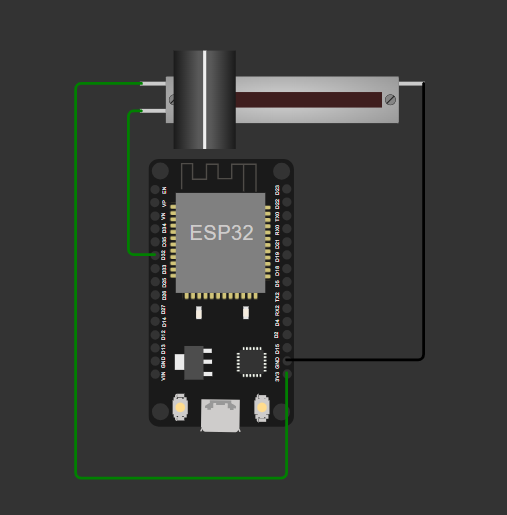 ESP32
EN
VP
VN
D34
D35
D32
D33
D25
D26
D27
D14
D12
D13
GND
VIN
D23
D22
TX0
RX0
D21
D19
D18
D5
TX2
RX2
D4
D2
D15
GND
3V3